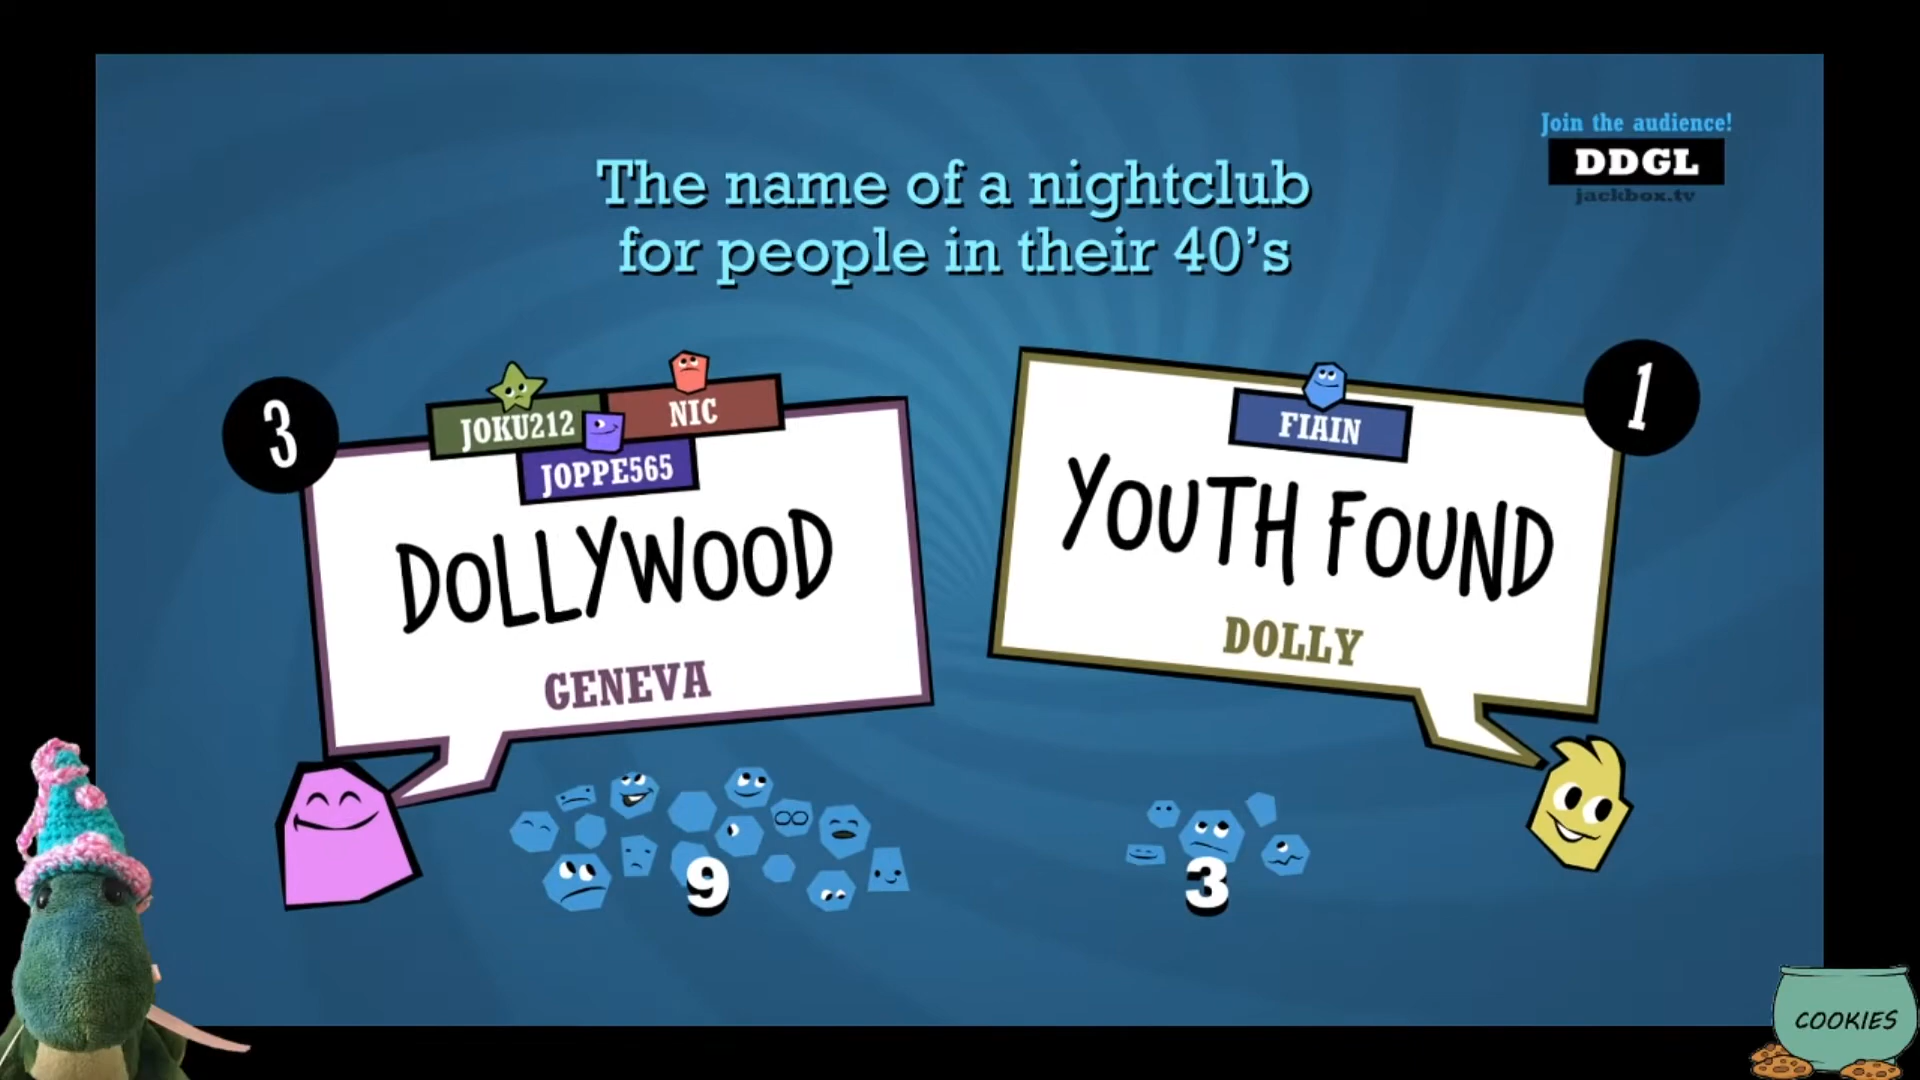 Join the audience!
DDGL
jackbox.tv
The name of a nightclub
for people in their 40's
3
JOKU212
NIC
JOPPE565
DOLLYWOOD
GENEVA
9
1
FIAIN
YOUTH FOUND
DOLLY
3
COOKIES